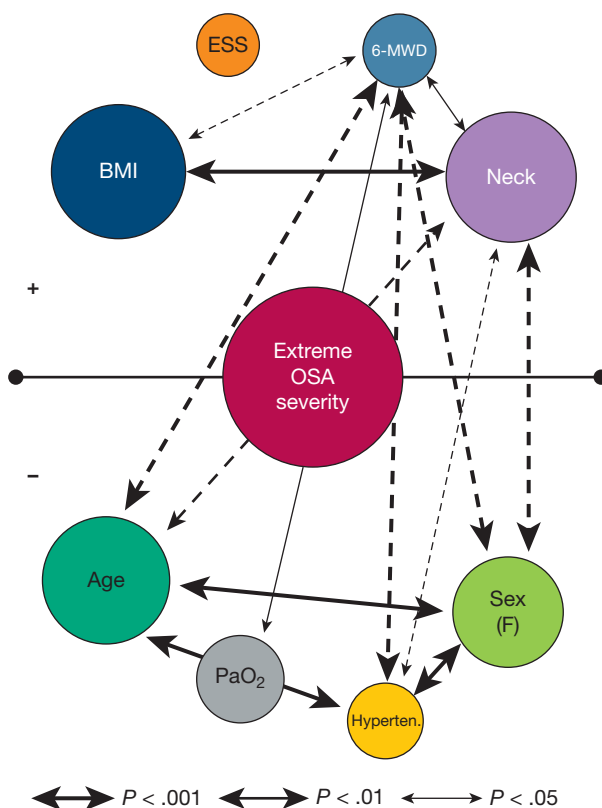 ESS
6-MWD
BMI
Neck
+
Extreme
OSA
severity
−
Age
Sex
(F)
PaO₂
Hyperten.
P < .001 P < .01 P < .05